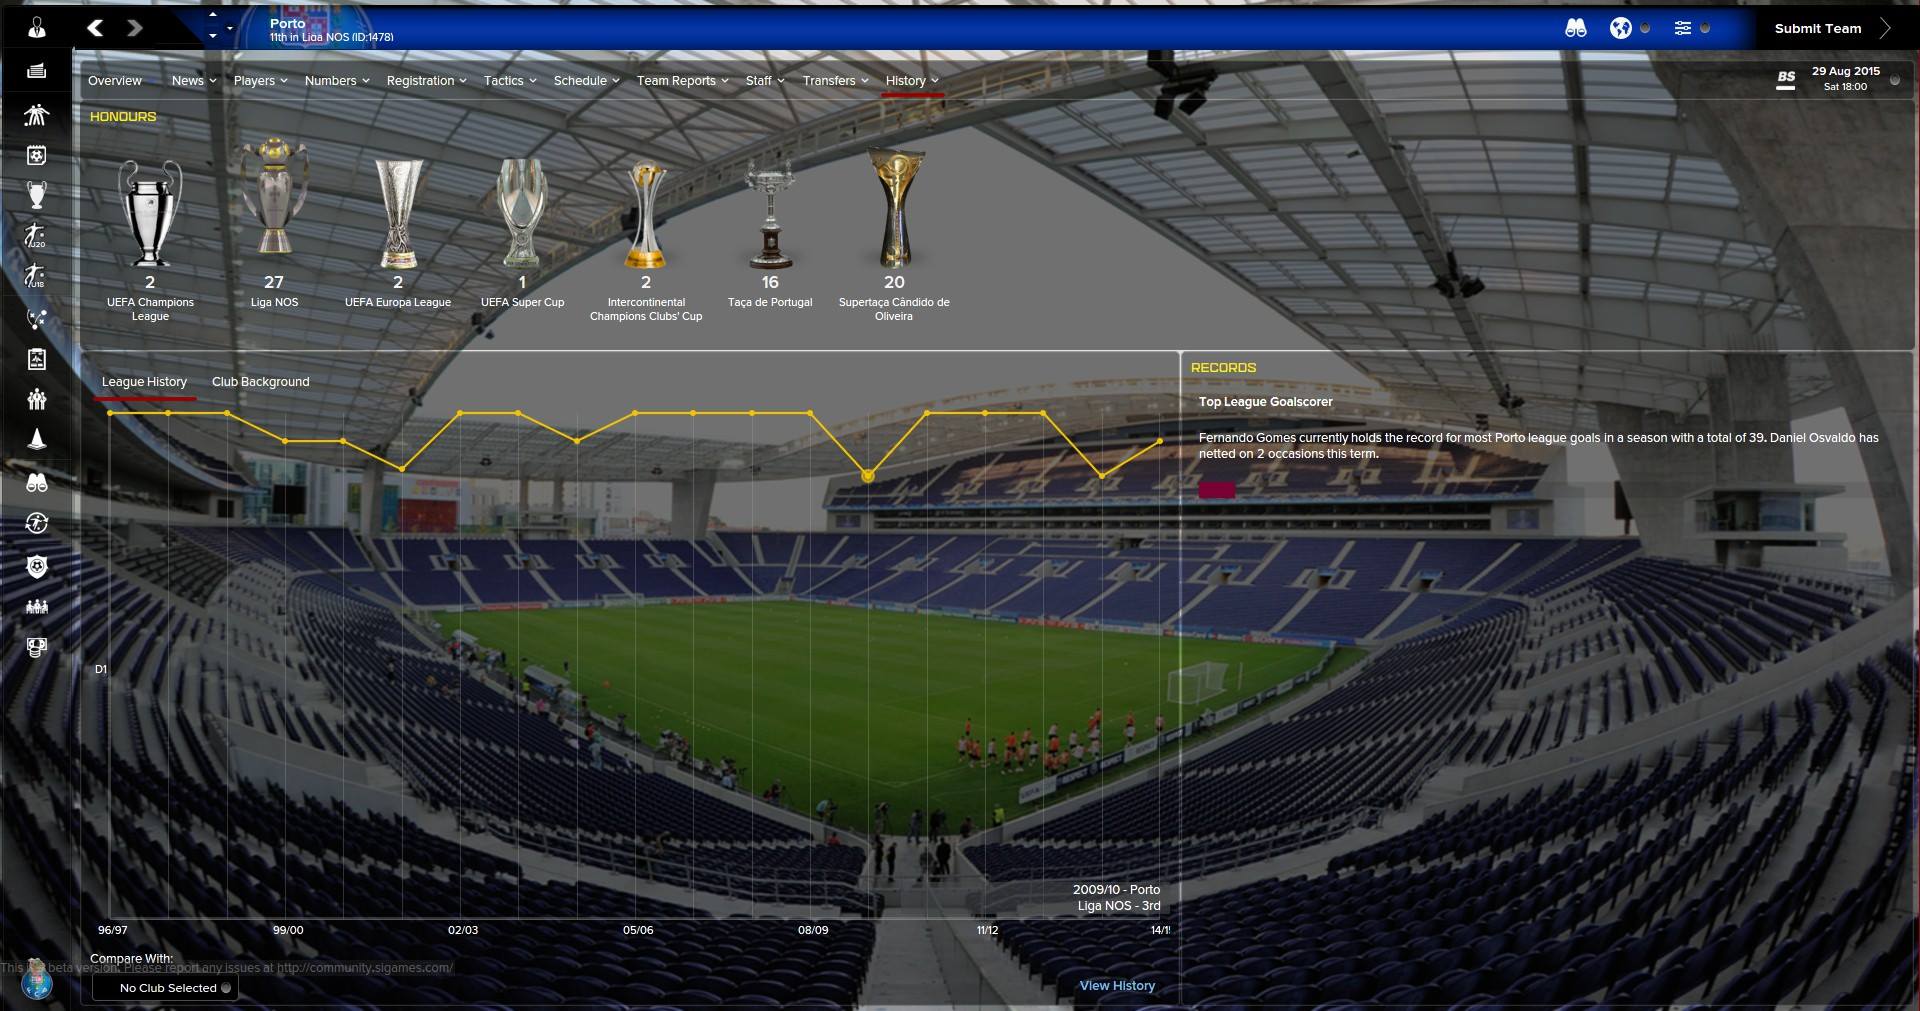 Porto
11th in Liga NOS (ID:1478)
Submit Team
Overview
News
Players
Numbers
Registration
Tactics
Schedule
Team Reports
Staff
Transfers
History
BS
29 Aug 2015
Sat 18:00
HONOURS
2
UEFA Champions
League
27
Liga NOS
2
UEFA Europa League
1
UEFA Super Cup
2
Intercontinental
Champions Clubs' Cup
16
Taça de Portugal
20
Supertaça Cândido de
Oliveira
U20
U18
League History
Club Background
D1
2009/10 - Porto
Liga NOS - 3rd
96/97
99/00
02/03
05/06
08/09
11/12
14/1
Compare With:
This is a beta version. Please report any issues at http://community.sigames.com/
No Club Selected
View History
RECORDS
Top League Goalscorer
Fernando Gomes currently holds the record for most Porto league goals in a season with a total of 39. Daniel Osvaldo has
netted on 2 occasions this term.